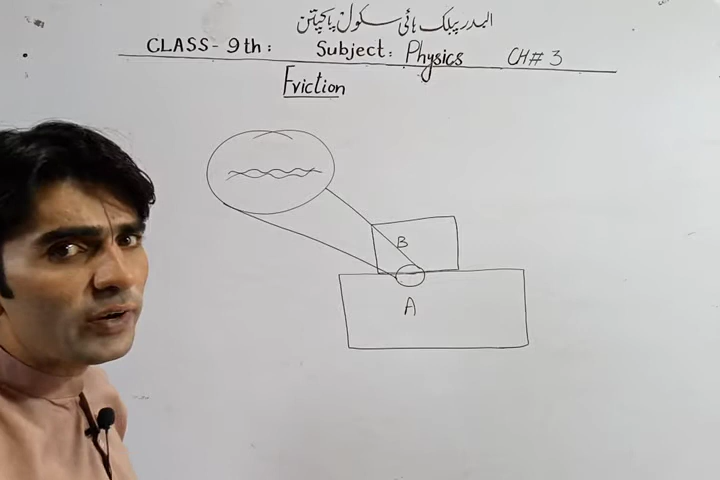 البدر پبلک ہائی سکول پاکپتن
CLASS- 9th: Subject: Physics CH# 3
Friction
B
A